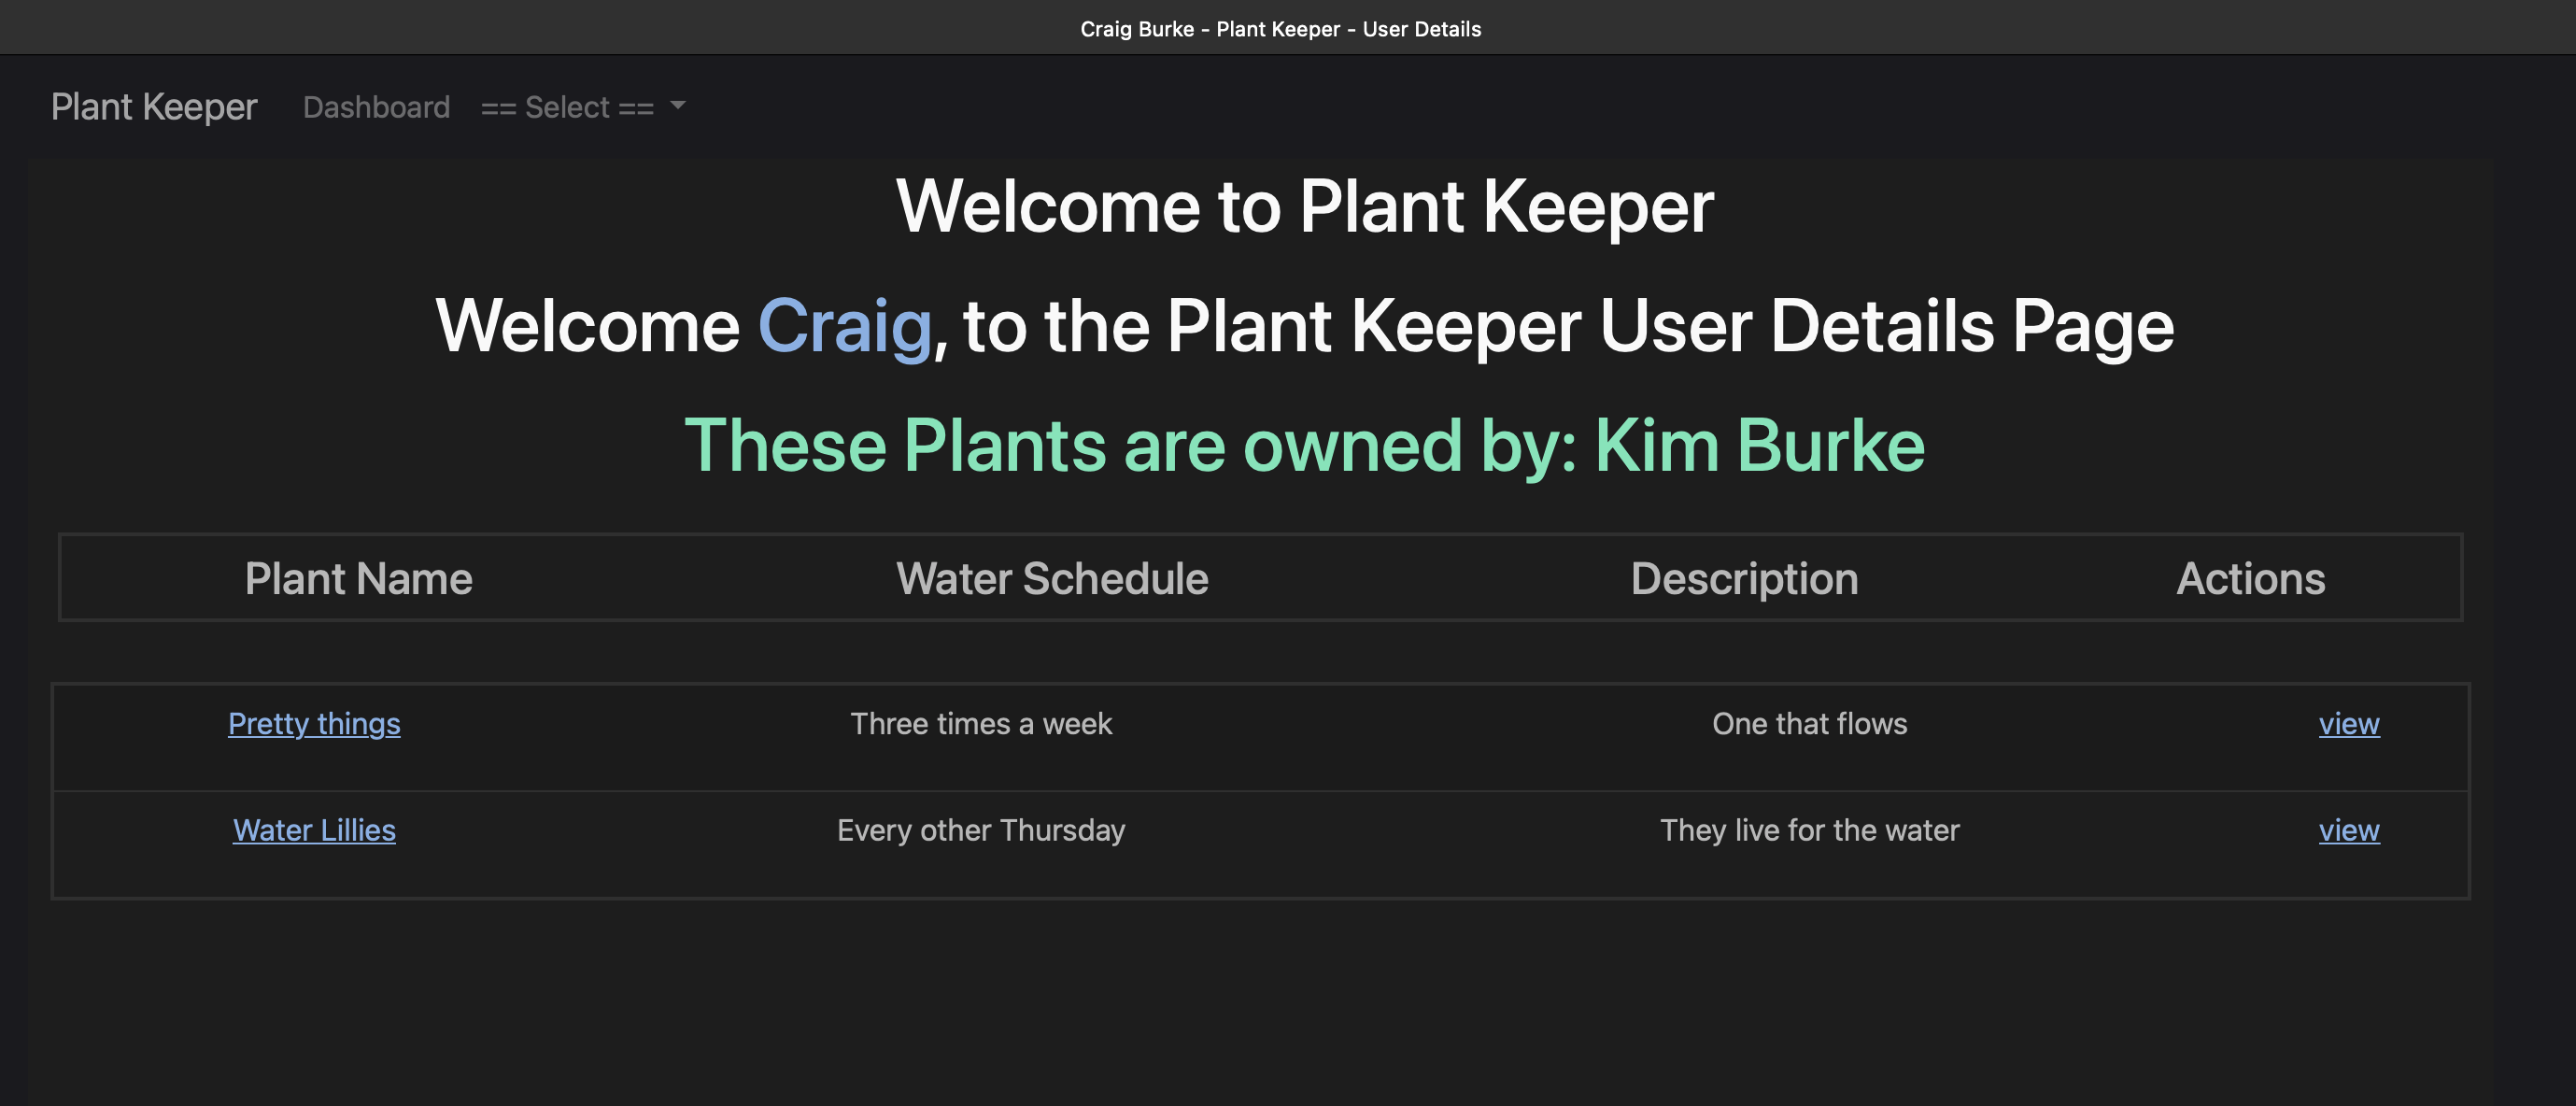 Craig Burke - Plant Keeper - User Details
Plant Keeper Dashboard == Select ==
Welcome to Plant Keeper
Welcome Craig, to the Plant Keeper User Details Page
These Plants are owned by: Kim Burke
Plant Name Water Schedule Description Actions
Pretty things Three times a week One that flows view
Water Lillies Every other Thursday They live for the water view